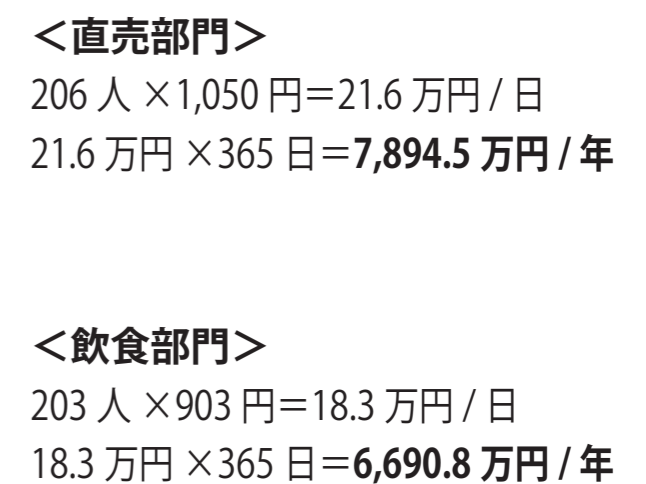 ＜直売部門＞
206 人 ×1,050 円＝21.6 万円 / 日
21.6 万円 ×365 日＝7,894.5 万円 / 年
＜飲食部門＞
203 人 ×903 円＝18.3 万円 / 日
18.3 万円 ×365 日＝6,690.8 万円 / 年